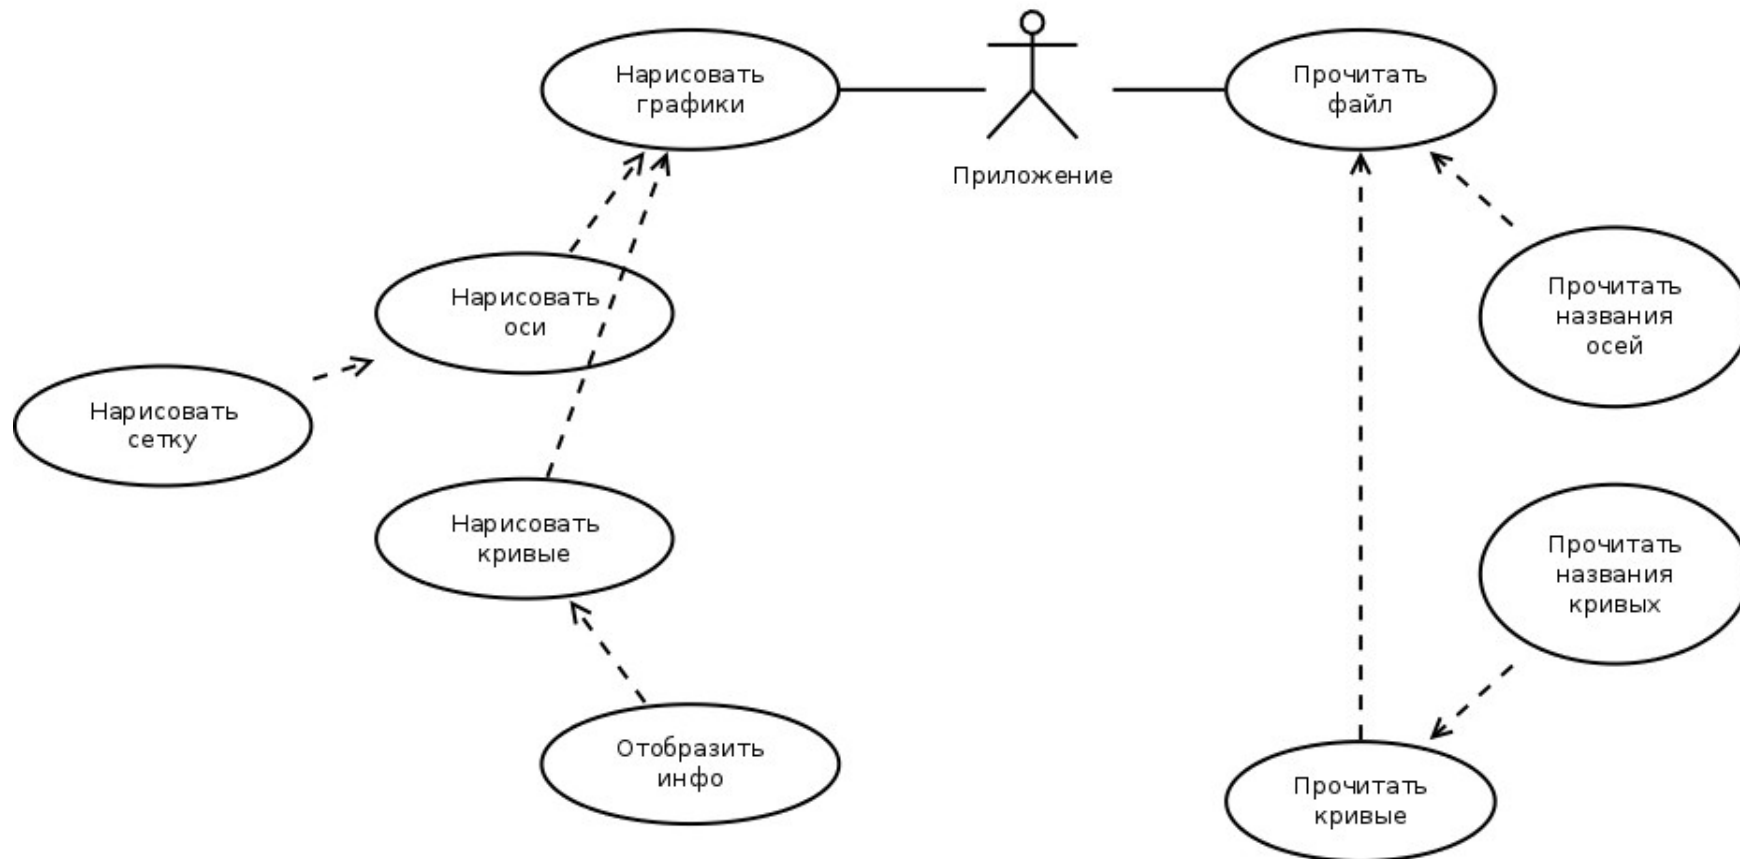 Нарисовать
графики
Приложение
Прочитать
файл
Нарисовать
оси
Прочитать
названия
осей
Нарисовать
сетку
Нарисовать
кривые
Прочитать
названия
кривых
Отобразить
инфо
Прочитать
кривые